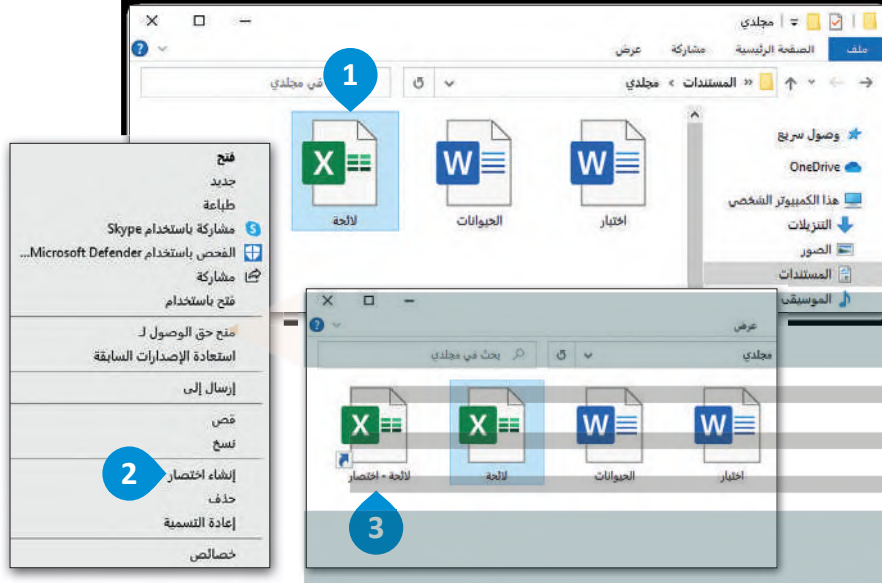 مجلدي
ملف الصفحة الرئيسية مشاركة عرض
المستندات › مجلدي
في مجلدي
1
وصول سريع
OneDrive
هذا الكمبيوتر الشخصي
التنزيلات
الصور
المستندات
الموسيقى
اختبار
الحيوانات
لائحة
فتح
جديد
طباعة
مشاركة باستخدام Skype
الفحص باستخدام Microsoft Defender...
مشاركة
فتح باستخدام
منح حق الوصول لـ
استعادة الإصدارات السابقة
إرسال إلى
قص
نسخ
إنشاء اختصار
2
حذف
إعادة التسمية
خصائص
عرض
مجلدي
بحث في مجلدي
اختبار
الحيوانات
لائحة
لائحة - اختصار
3